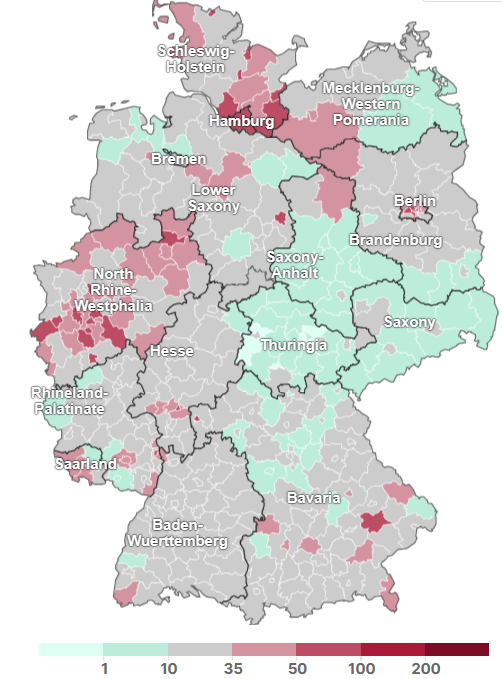 Schleswig-
Holstein
Mecklenburg-
Western
Pomerania
Hamburg
Bremen
Lower
Saxony
Berlin
Brandenburg
Saxony-
Anhalt
North
Rhine-
Westphalia
Saxony
Thuringia
Hesse
Rhineland-
Palatinate
Saarland
Bavaria
Baden-
Wuerttemberg
1 10 35 50 100 200